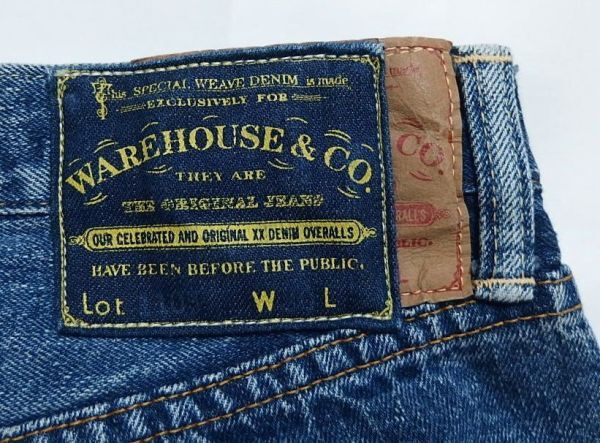 This SPECIAL WEAVE DENIM is made
EXCLUSIVELY FOR
WAREHOUSE & CO.
THEY ARE
THE ORIGINAL JEANS
OUR CELEBRATED AND ORIGINAL XX DENIM OVERALLS
HAVE BEEN BEFORE THE PUBLIC.
Lot W L
CO.